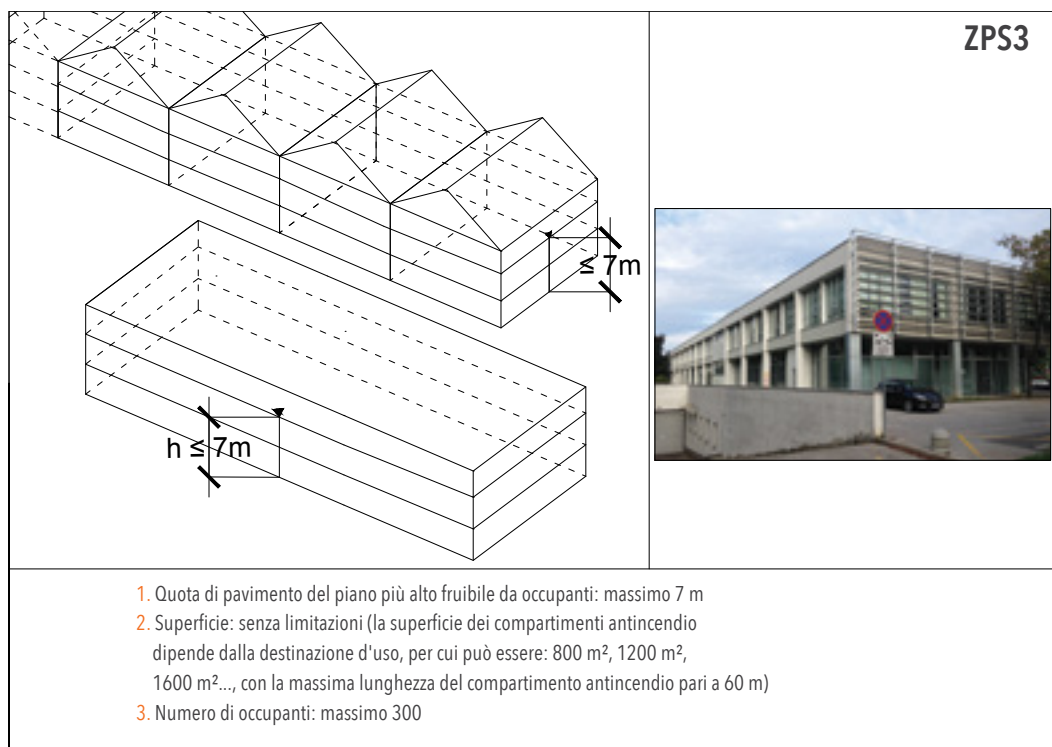 ZPS3
≤ 7m
h ≤ 7m
1. Quota di pavimento del piano più alto fruibile da occupanti: massimo 7 m
2. Superficie: senza limitazioni (la superficie dei compartimenti antincendio
dipende dalla destinazione d'uso, per cui può essere: 800 m², 1200 m²,
1600 m²..., con la massima lunghezza del compartimento antincendio pari a 60 m)
3. Numero di occupanti: massimo 300